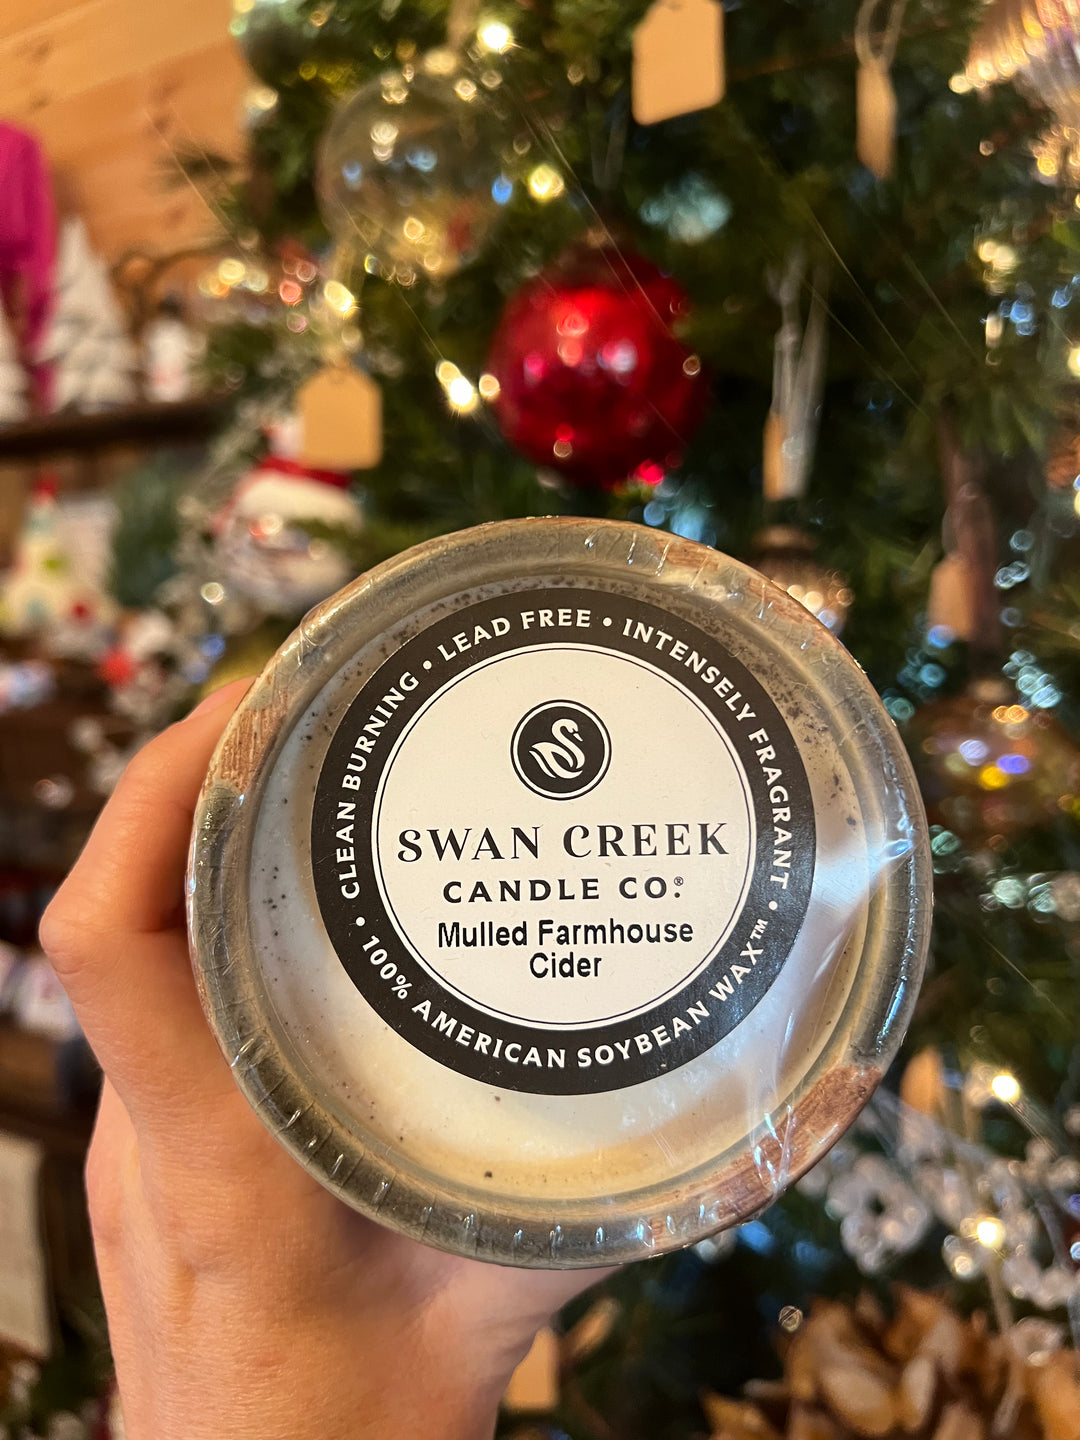 CLEAN BURNING • LEAD FREE • INTENSELY FRAGRANT •
SWAN CREEK
CANDLE CO.®
Mulled Farmhouse
Cider
• 100% AMERICAN SOYBEAN WAX™